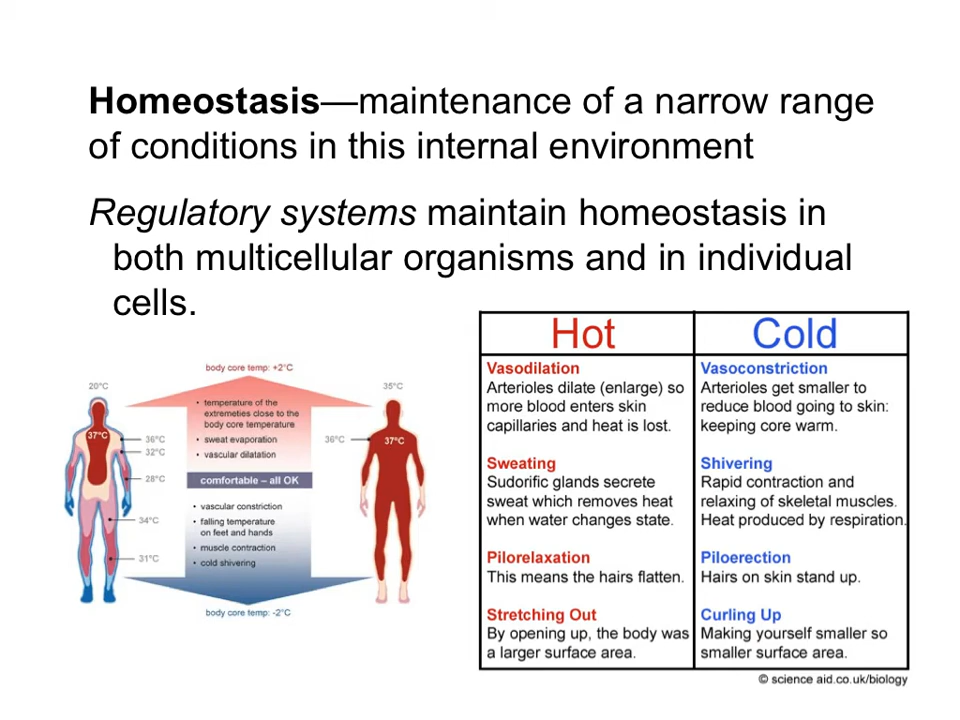 Homeostasis—maintenance of a narrow range
of conditions in this internal environment
Regulatory systems maintain homeostasis in
both multicellular organisms and in individual
cells.
body core temp: +2°C
20°C
35°C
• temperature of the
extremeties close to the
body core temperature
• sweat evaporation
• vascular dilatation
37°C
36°C
32°C
28°C
34°C
31°C
36°C
37°C
comfortable – all OK
• vascular constriction
• falling temperature
on feet and hands
• muscle contraction
• cold shivering
body core temp: -2°C
Hot
Vasodilation
Arterioles dilate (enlarge) so
more blood enters skin
capillaries and heat is lost.
Sweating
Sudorific glands secrete
sweat which removes heat
when water changes state.
Pilorelaxation
This means the hairs flatten.
Stretching Out
By opening up, the body was
a larger surface area.
Cold
Vasoconstriction
Arterioles get smaller to
reduce blood going to skin:
keeping core warm.
Shivering
Rapid contraction and
relaxing of skeletal muscles.
Heat produced by respiration.
Piloerection
Hairs on skin stand up.
Curling Up
Making yourself smaller so
smaller surface area.
© science aid.co.uk/biology